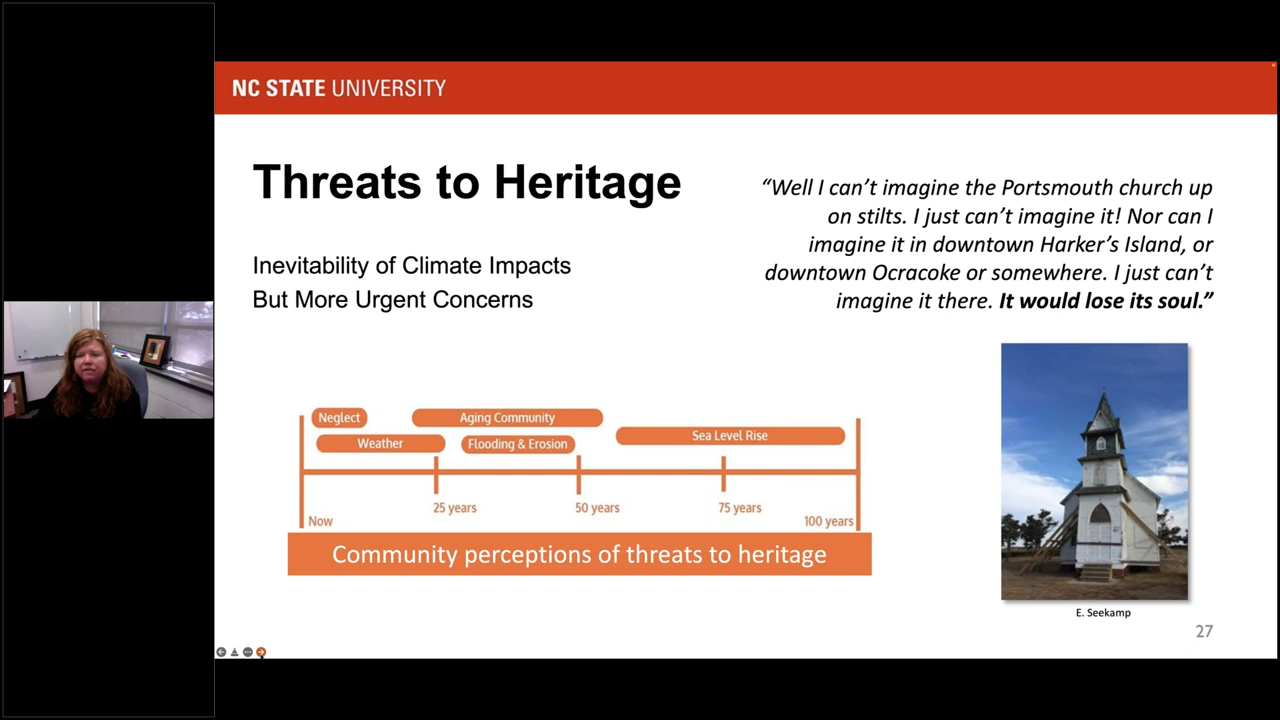 NC STATE UNIVERSITY
Threats to Heritage
Inevitability of Climate Impacts
But More Urgent Concerns
“Well I can’t imagine the Portsmouth church up
on stilts. I just can’t imagine it! Nor can I
imagine it in downtown Harker’s Island, or
downtown Ocracoke or somewhere. I just can’t
imagine it there. It would lose its soul.”
Neglect
Aging Community
Weather
Flooding & Erosion
Sea Level Rise
Now
25 years
50 years
75 years
100 years
Community perceptions of threats to heritage
E. Seekamp
27